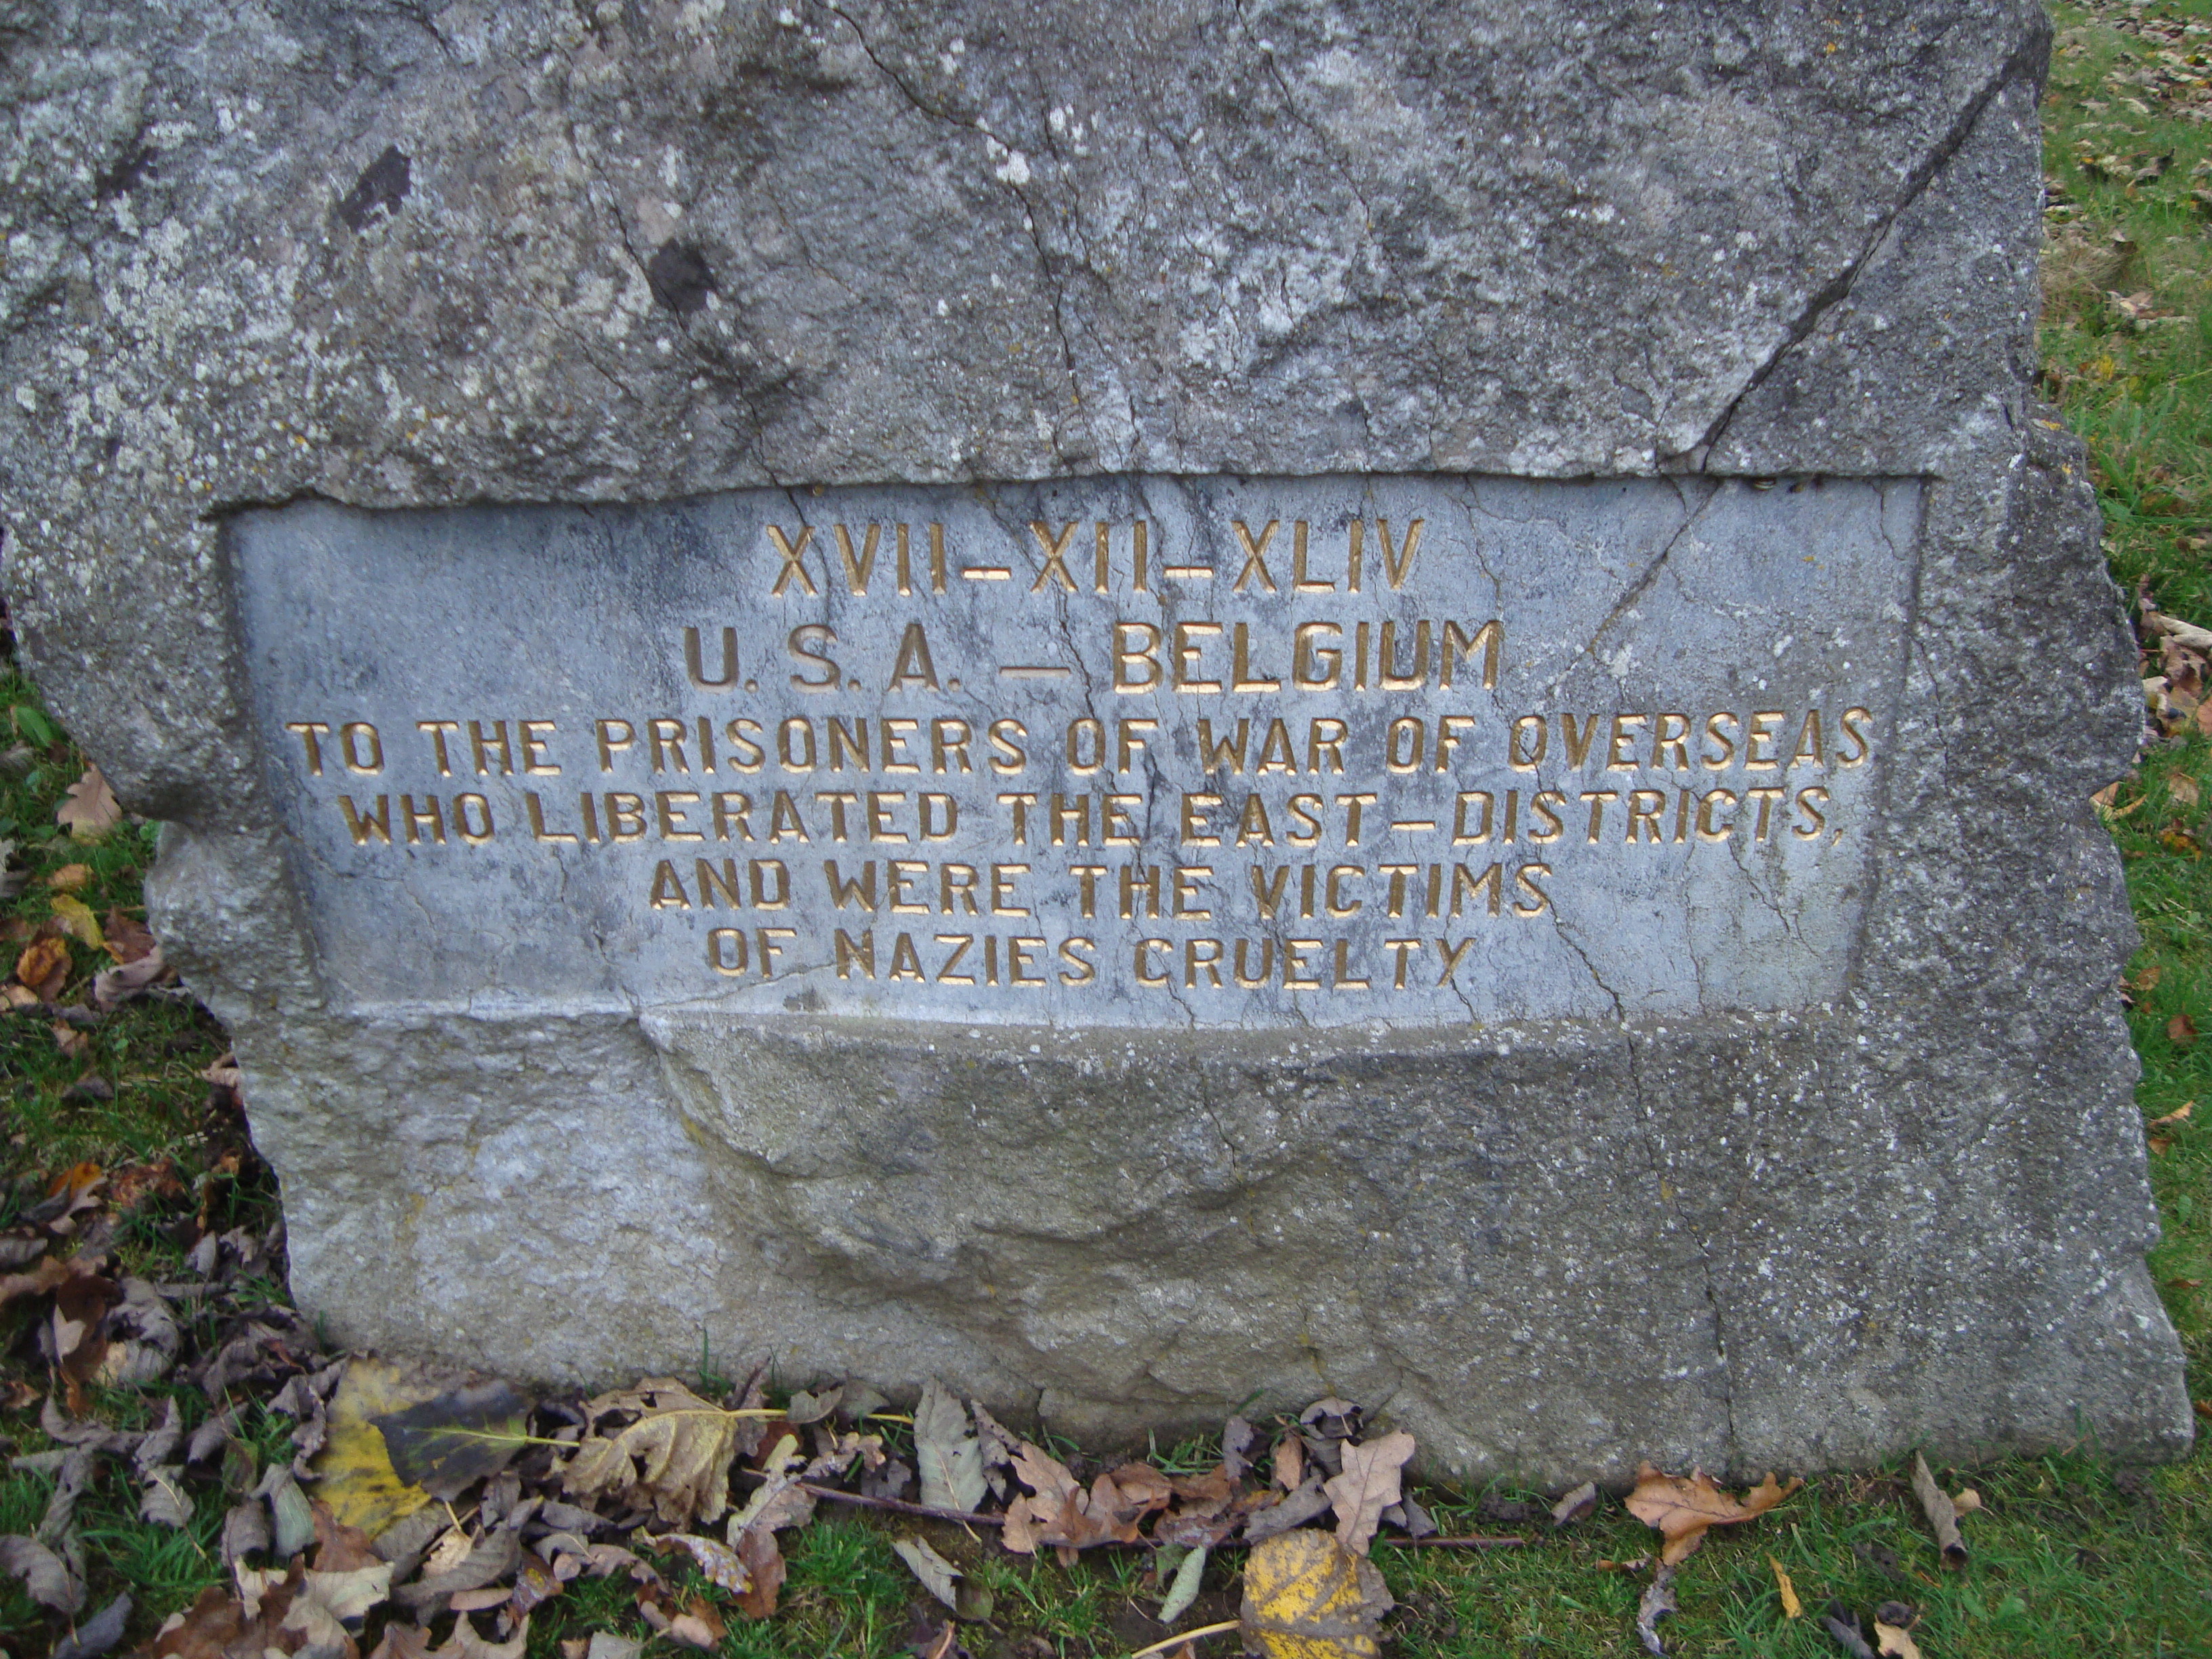 XVII-XII-XLIV
U.S.A. - BELGIUM
TO THE PRISONERS OF WAR OF OVERSEAS
WHO LIBERATED THE EAST-DISTRICTS,
AND WERE THE VICTIMS
OF NAZIES CRUELTY